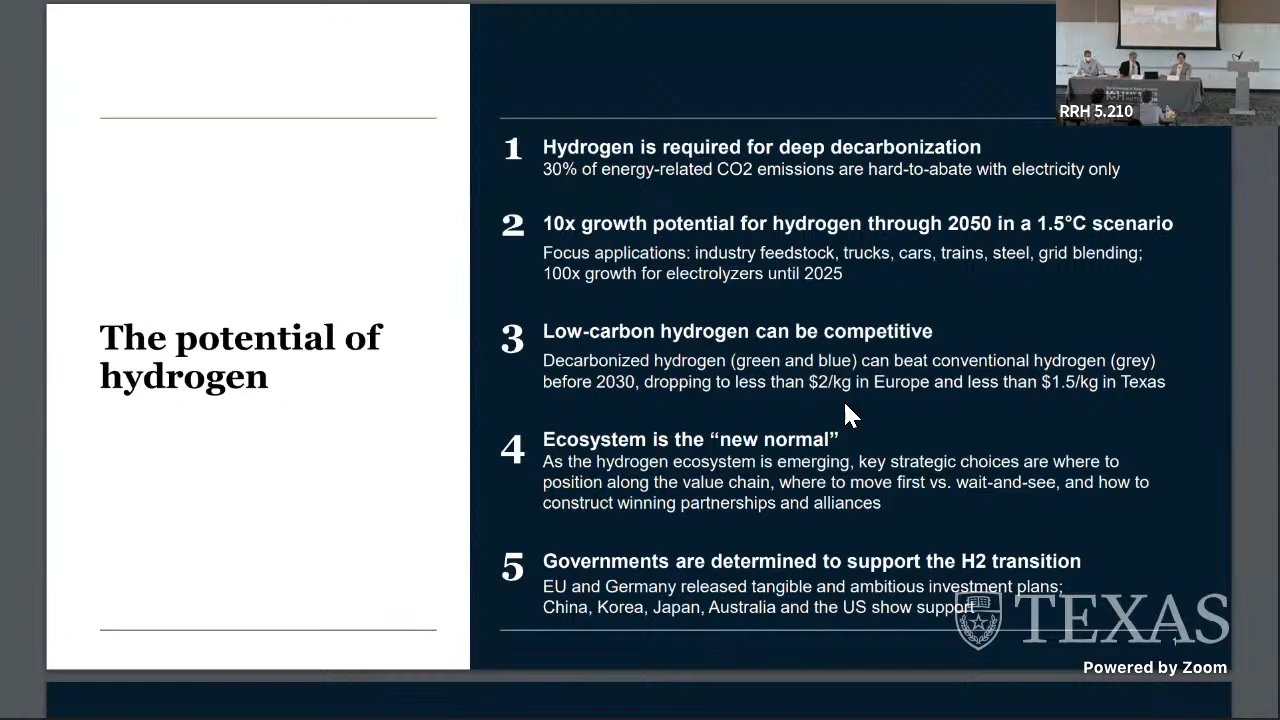 The potential of
hydrogen
1 Hydrogen is required for deep decarbonization
30% of energy-related CO2 emissions are hard-to-abate with electricity only
2 10x growth potential for hydrogen through 2050 in a 1.5°C scenario
Focus applications: industry feedstock, trucks, cars, trains, steel, grid blending;
100x growth for electrolyzers until 2025
3 Low-carbon hydrogen can be competitive
Decarbonized hydrogen (green and blue) can beat conventional hydrogen (grey)
before 2030, dropping to less than $2/kg in Europe and less than $1.5/kg in Texas
4 Ecosystem is the “new normal”
As the hydrogen ecosystem is emerging, key strategic choices are where to
position along the value chain, where to move first vs. wait-and-see, and how to
construct winning partnerships and alliances
5 Governments are determined to support the H2 transition
EU and Germany released tangible and ambitious investment plans;
China, Korea, Japan, Australia and the US show support
RRH 5.210
TEXAS
1
Powered by Zoom